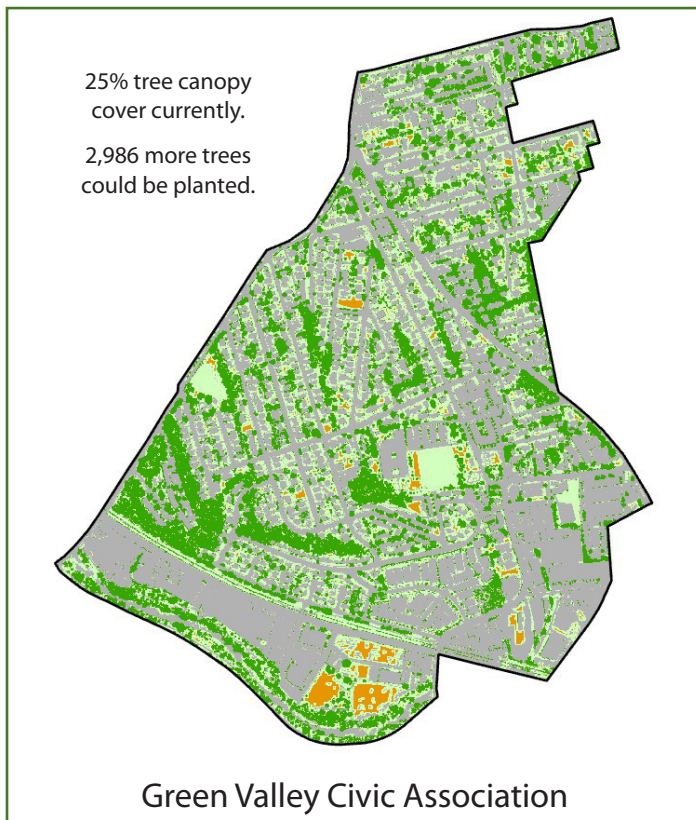 25% tree canopy
cover currently.
2,986 more trees
could be planted.
Green Valley Civic Association